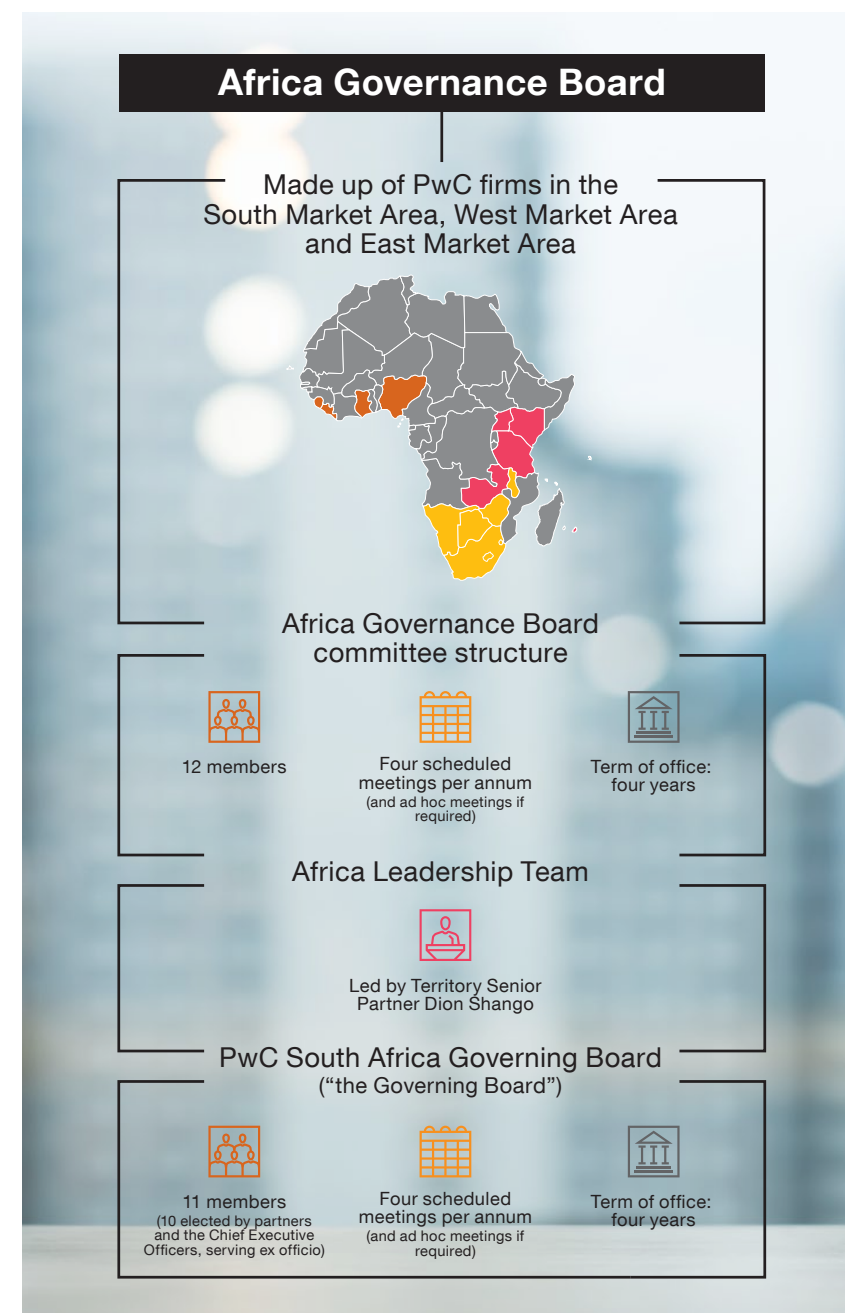 Africa Governance Board
Made up of PwC firms in the
South Market Area, West Market Area
and East Market Area
Africa Governance Board
committee structure
12 members
Four scheduled
meetings per annum
(and ad hoc meetings if
required)
Term of office:
four years
Africa Leadership Team
Led by Territory Senior
Partner Dion Shango
PwC South Africa Governing Board
(“the Governing Board”)
11 members
(10 elected by partners
and the Chief Executive
Officers, serving ex officio)
Four scheduled
meetings per annum
(and ad hoc meetings if
required)
Term of office:
four years